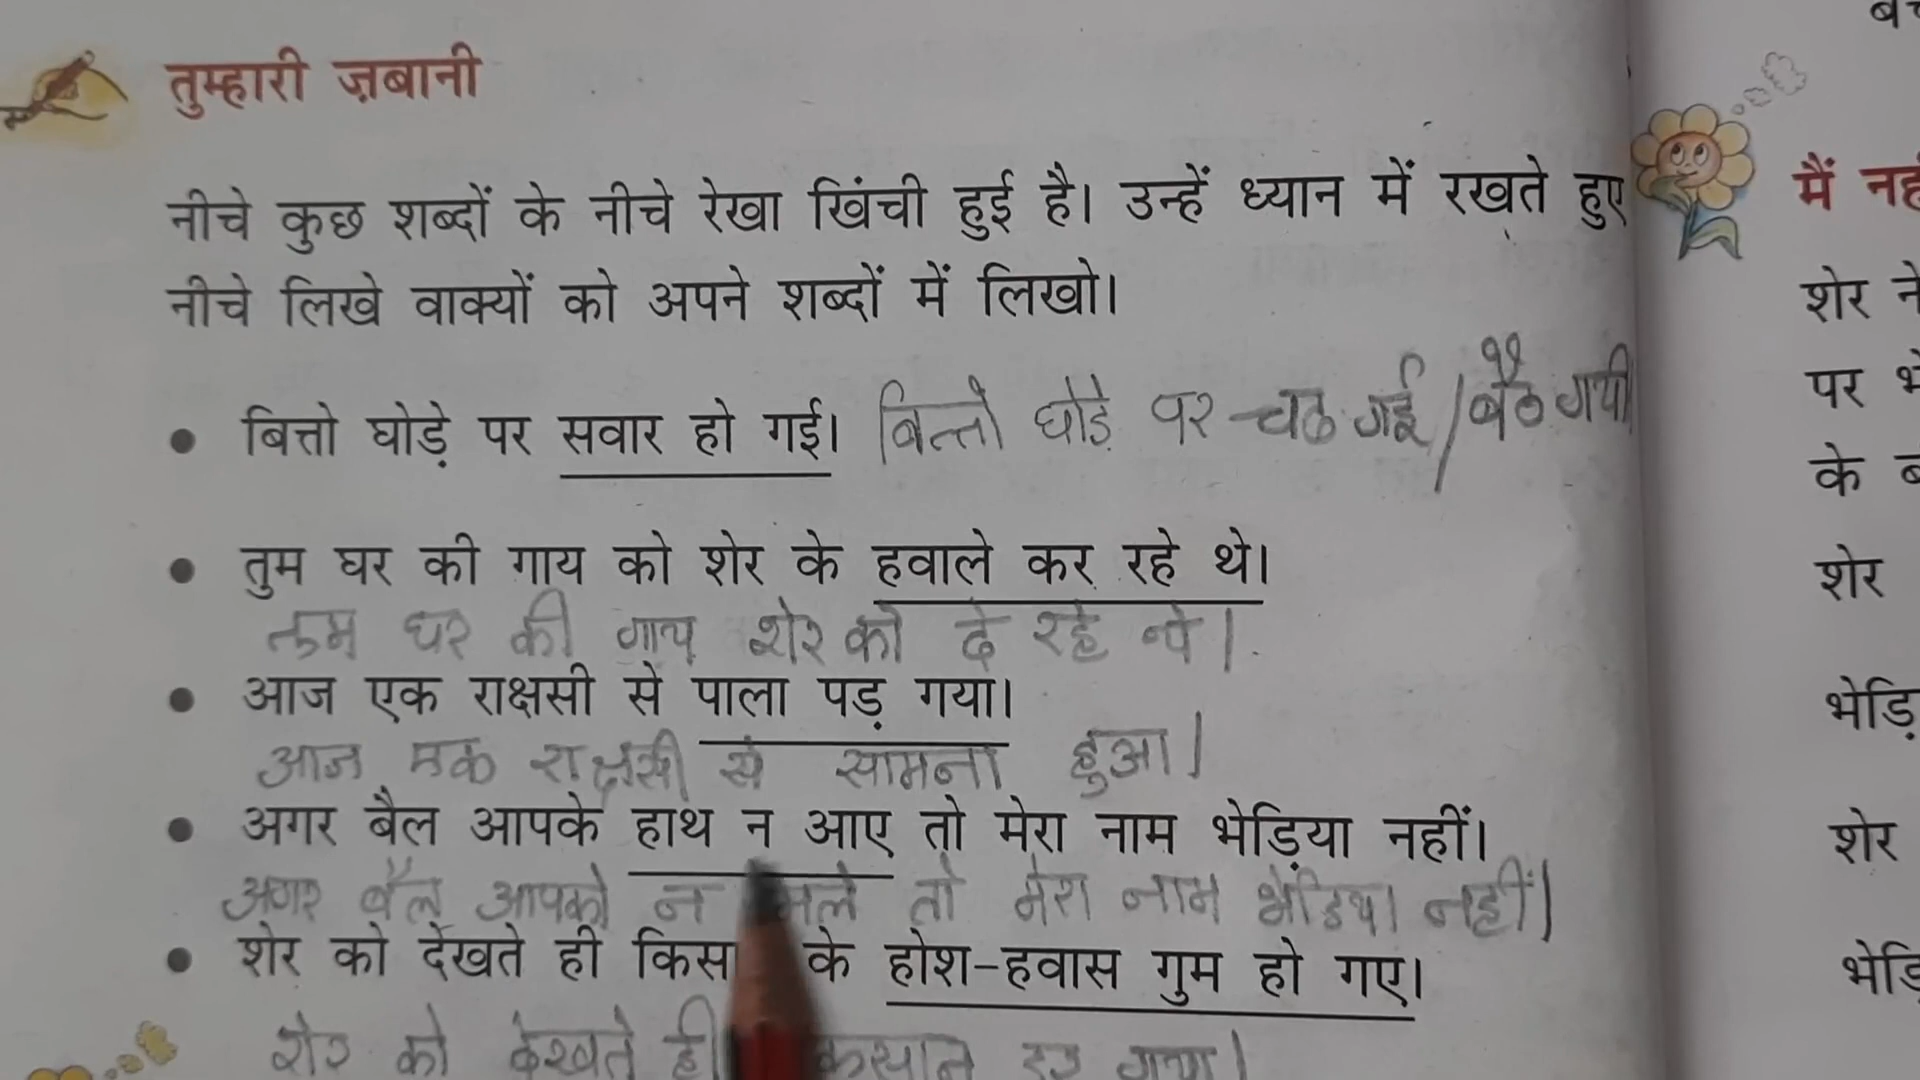 तुम्हारी ज़बानी
नीचे कुछ शब्दों के नीचे रेखा खिंची हुई है। उन्हें ध्यान में रखते हुए
नीचे लिखे वाक्यों को अपने शब्दों में लिखो।
• बित्तो घोड़े पर सवार हो गई। बित्तो घोड़े पर चढ गई / बैठ गयी
• तुम घर की गाय को शेर के हवाले कर रहे थे।
तुम घर की गाय शेर को दे रहे थे।
• आज एक राक्षसी से पाला पड़ गया।
आज एक राक्षसी से सामना हुआ।
• अगर बैल आपके हाथ न आए तो मेरा नाम भेड़िया नहीं।
अगर बैल आपको न तो मेरा नाम भेडिया नहीं।
• शेर को देखते ही के होश-हवास गुम हो गए।
शेर को देखते ही गया।
मैं
शेर ने
पर
के
शेर
शेर